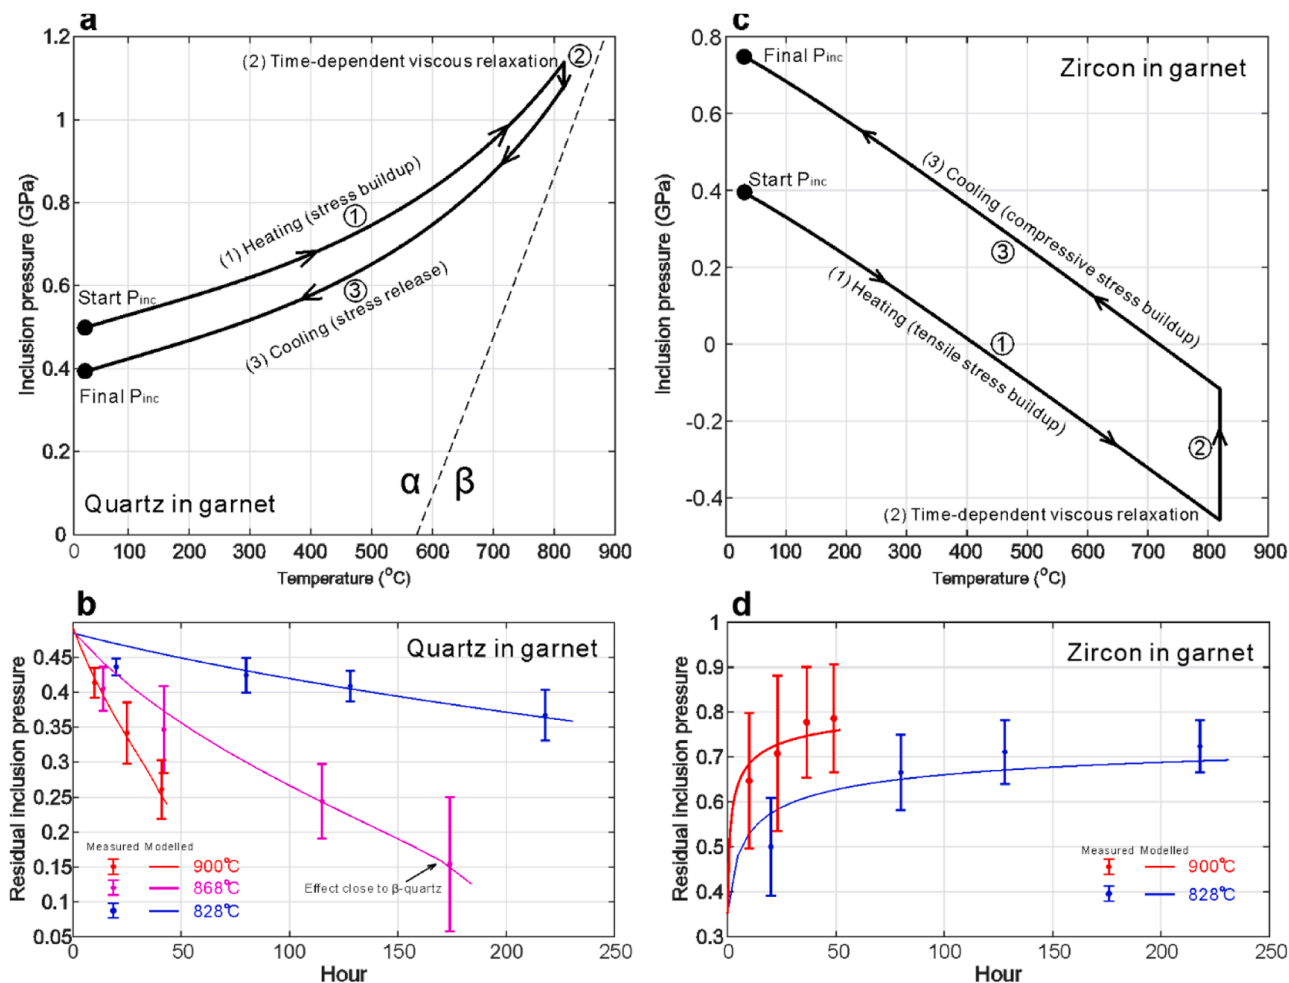 a
1.2
1
0.8
0.6
0.4
0.2
0
Inclusion pressure (GPa)
(2) Time-dependent viscous relaxation
2
(1) Heating (stress buildup)
1
Start Pinc
3
(3) Cooling (stress release)
Final Pinc
α
β
Quartz in garnet
0
100
200
300
400
500
600
700
800
900
Temperature (°C)
c
0.8
0.6
0.4
0.2
0
-0.2
-0.4
Inclusion pressure (GPa)
Final Pinc
Zircon in garnet
Start Pinc
(3) Cooling (compressive stress buildup)
3
(1) Heating (tensile stress buildup)
1
2
(2) Time-dependent viscous relaxation
0
100
200
300
400
500
600
700
800
900
Temperature (°C)
b
0.45
0.4
0.35
0.3
0.25
0.2
0.15
0.1
0.05
Residual inclusion pressure
Quartz in garnet
Measured Modelled
900°C
868°C
828°C
Effect close to β-quartz
0
50
100
150
200
250
Hour
d
1
0.9
0.8
0.7
0.6
0.5
0.4
0.3
Residual inclusion pressure
Zircon in garnet
Measured Modelled
900°C
828°C
0
50
100
150
200
250
Hour